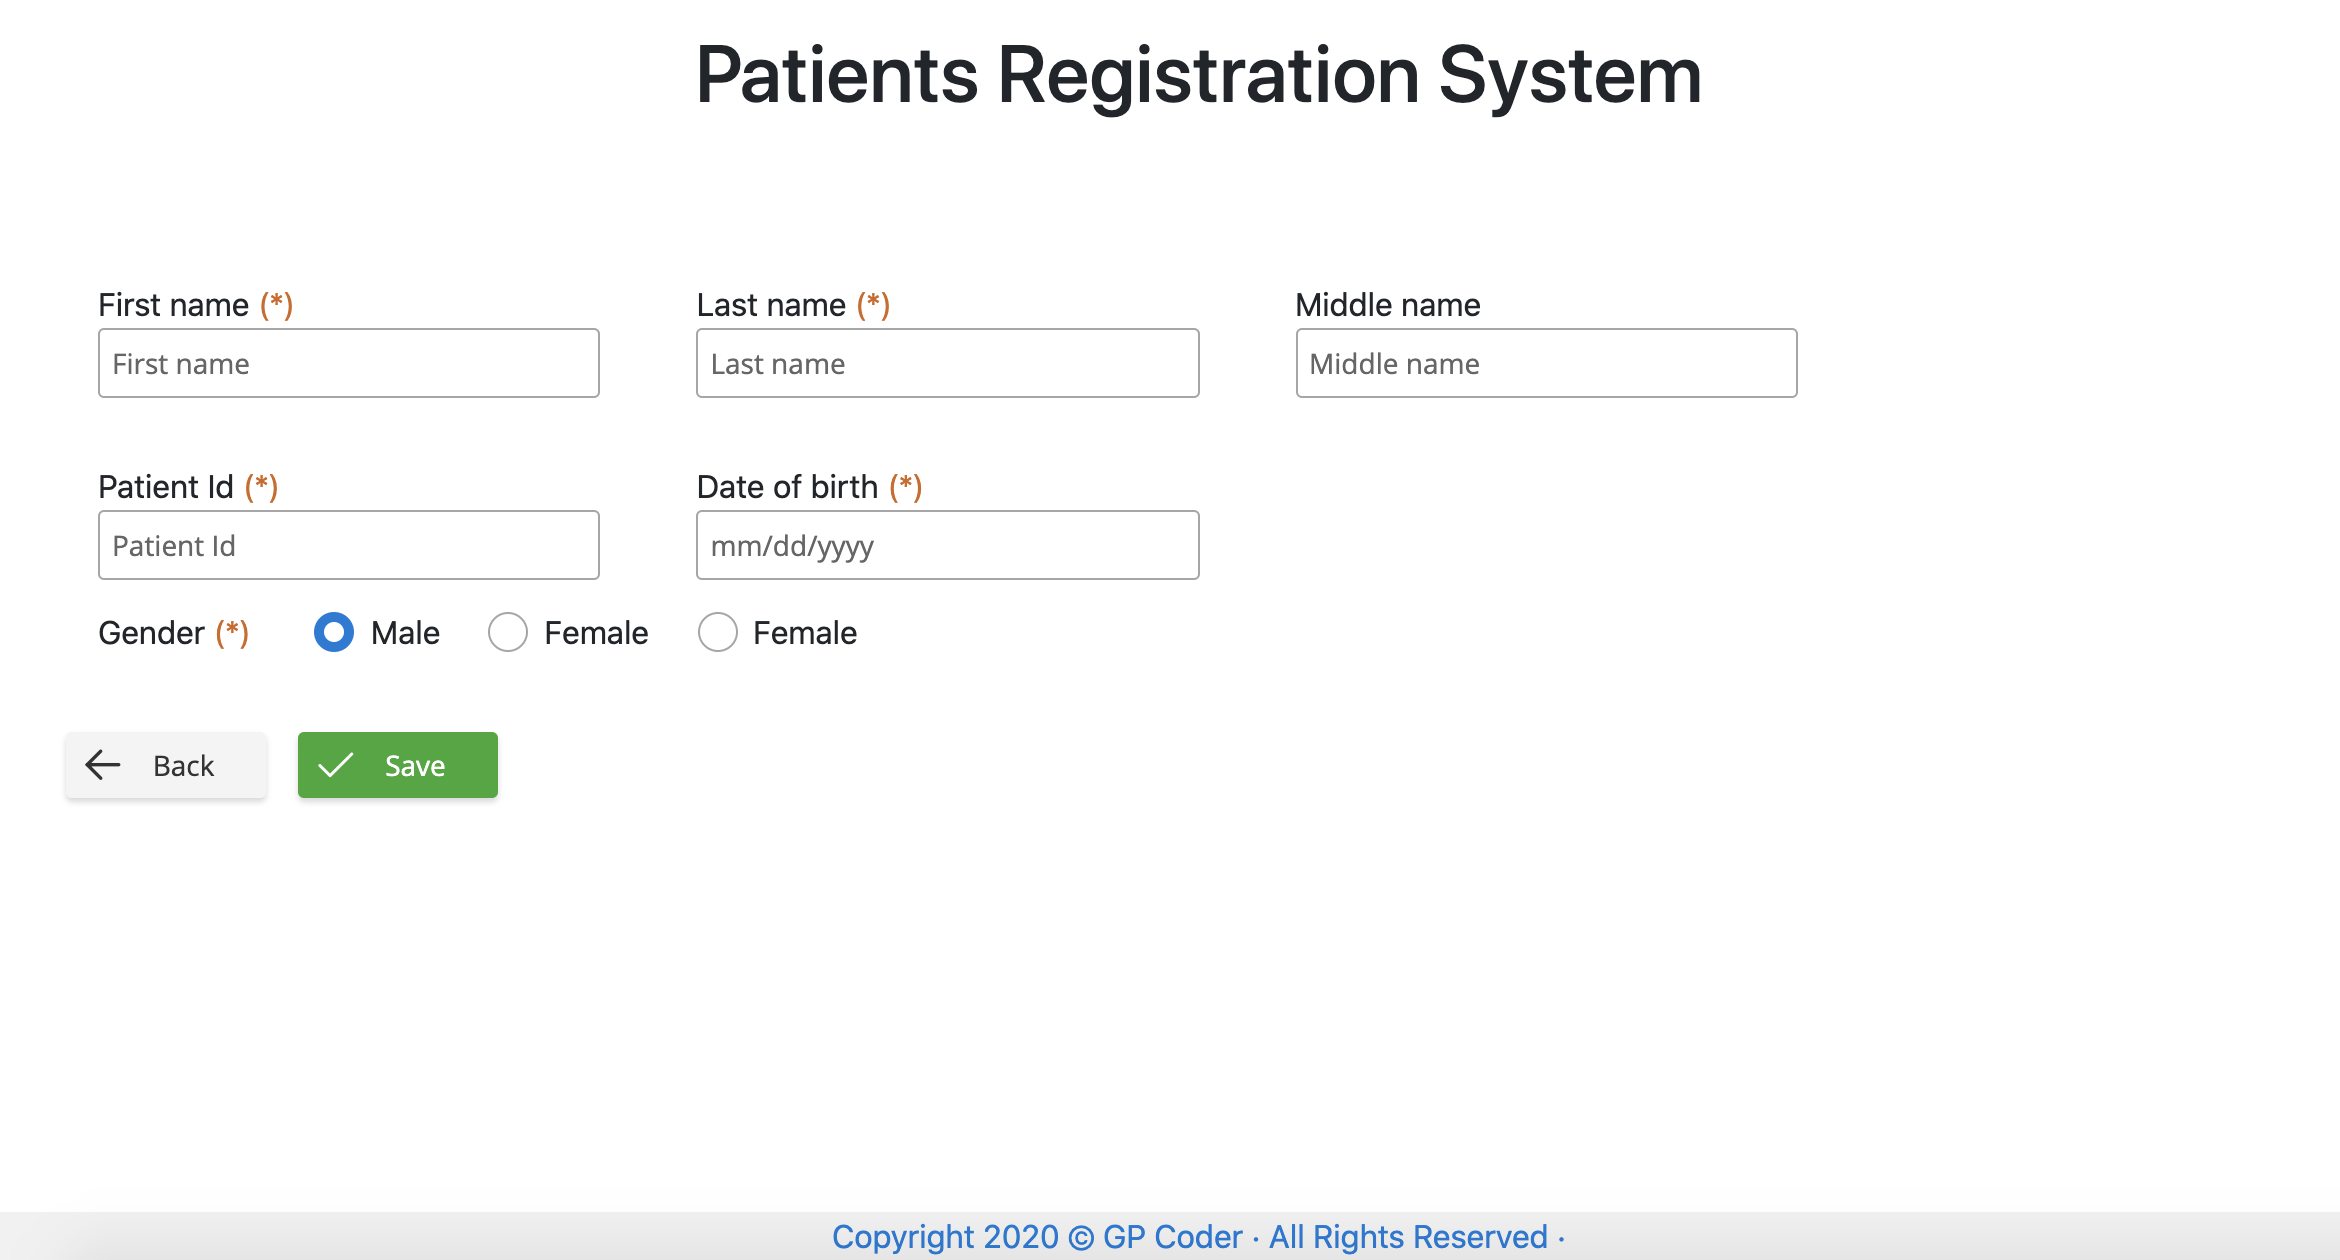 Patients Registration System
First name (*)
Last name (*)
Middle name
First name
Last name
Middle name
Patient Id (*)
Date of birth (*)
Patient Id
mm/dd/yyyy
Gender (*) Male Female Female
Back
Save
Copyright 2020 © GP Coder · All Rights Reserved ·